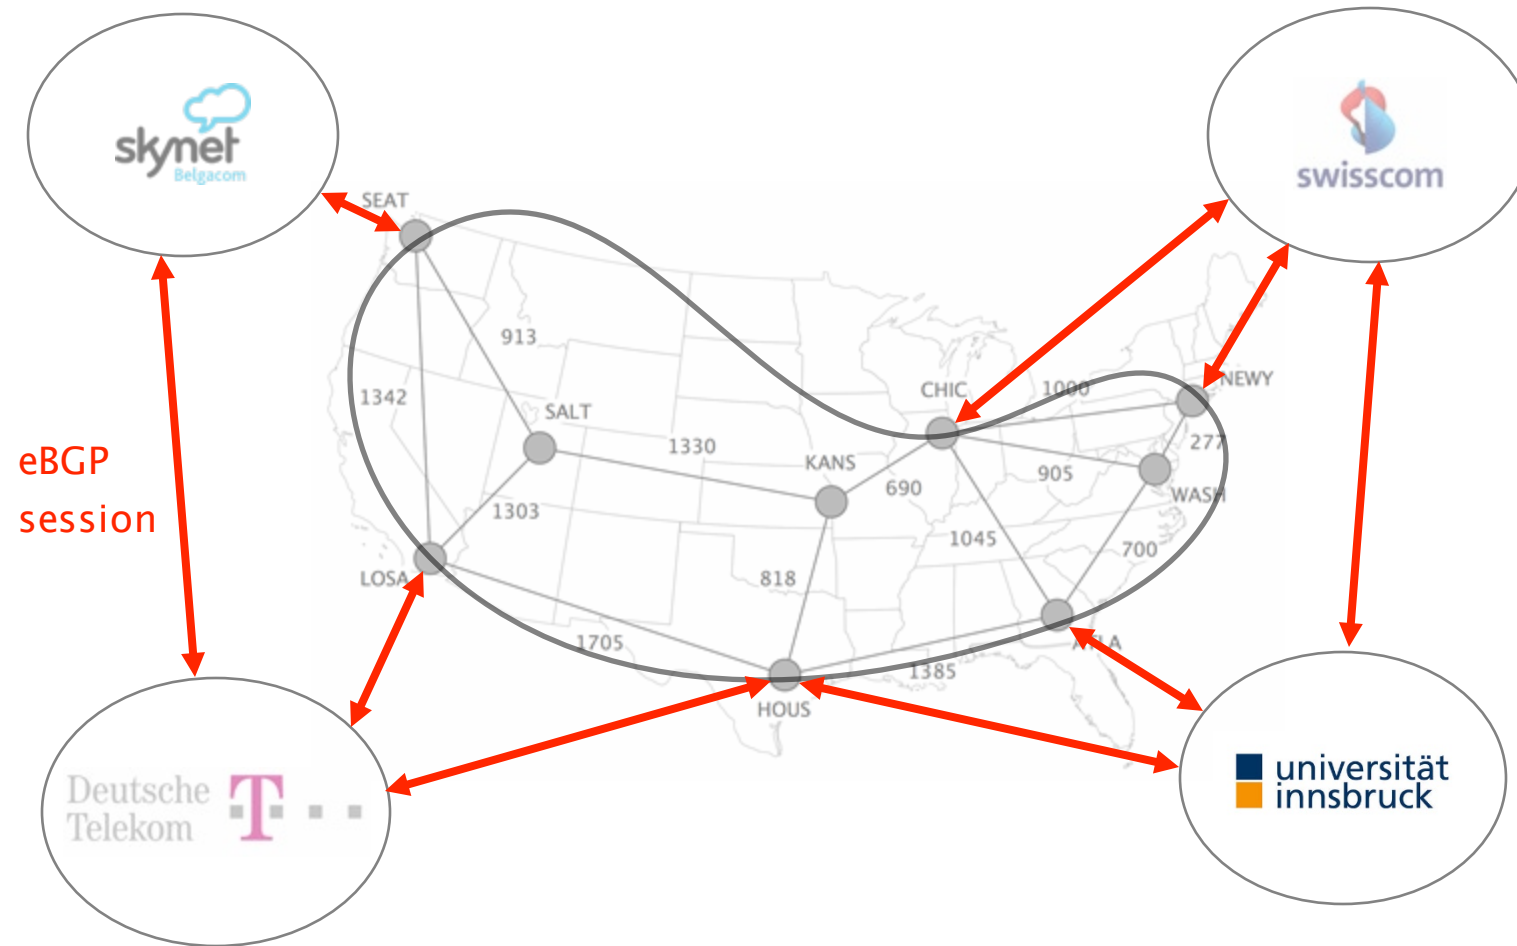 skynet
Belgacom
swisscom
SEAT
913
1342
SALT
1330
CHIC
1000
NEWY
277
KANS
690
905
WASH
eBGP
session
1303
1045
700
LOSA
818
1705
ATLA
1385
HOUS
Deutsche
Telekom
T
universität
innsbruck